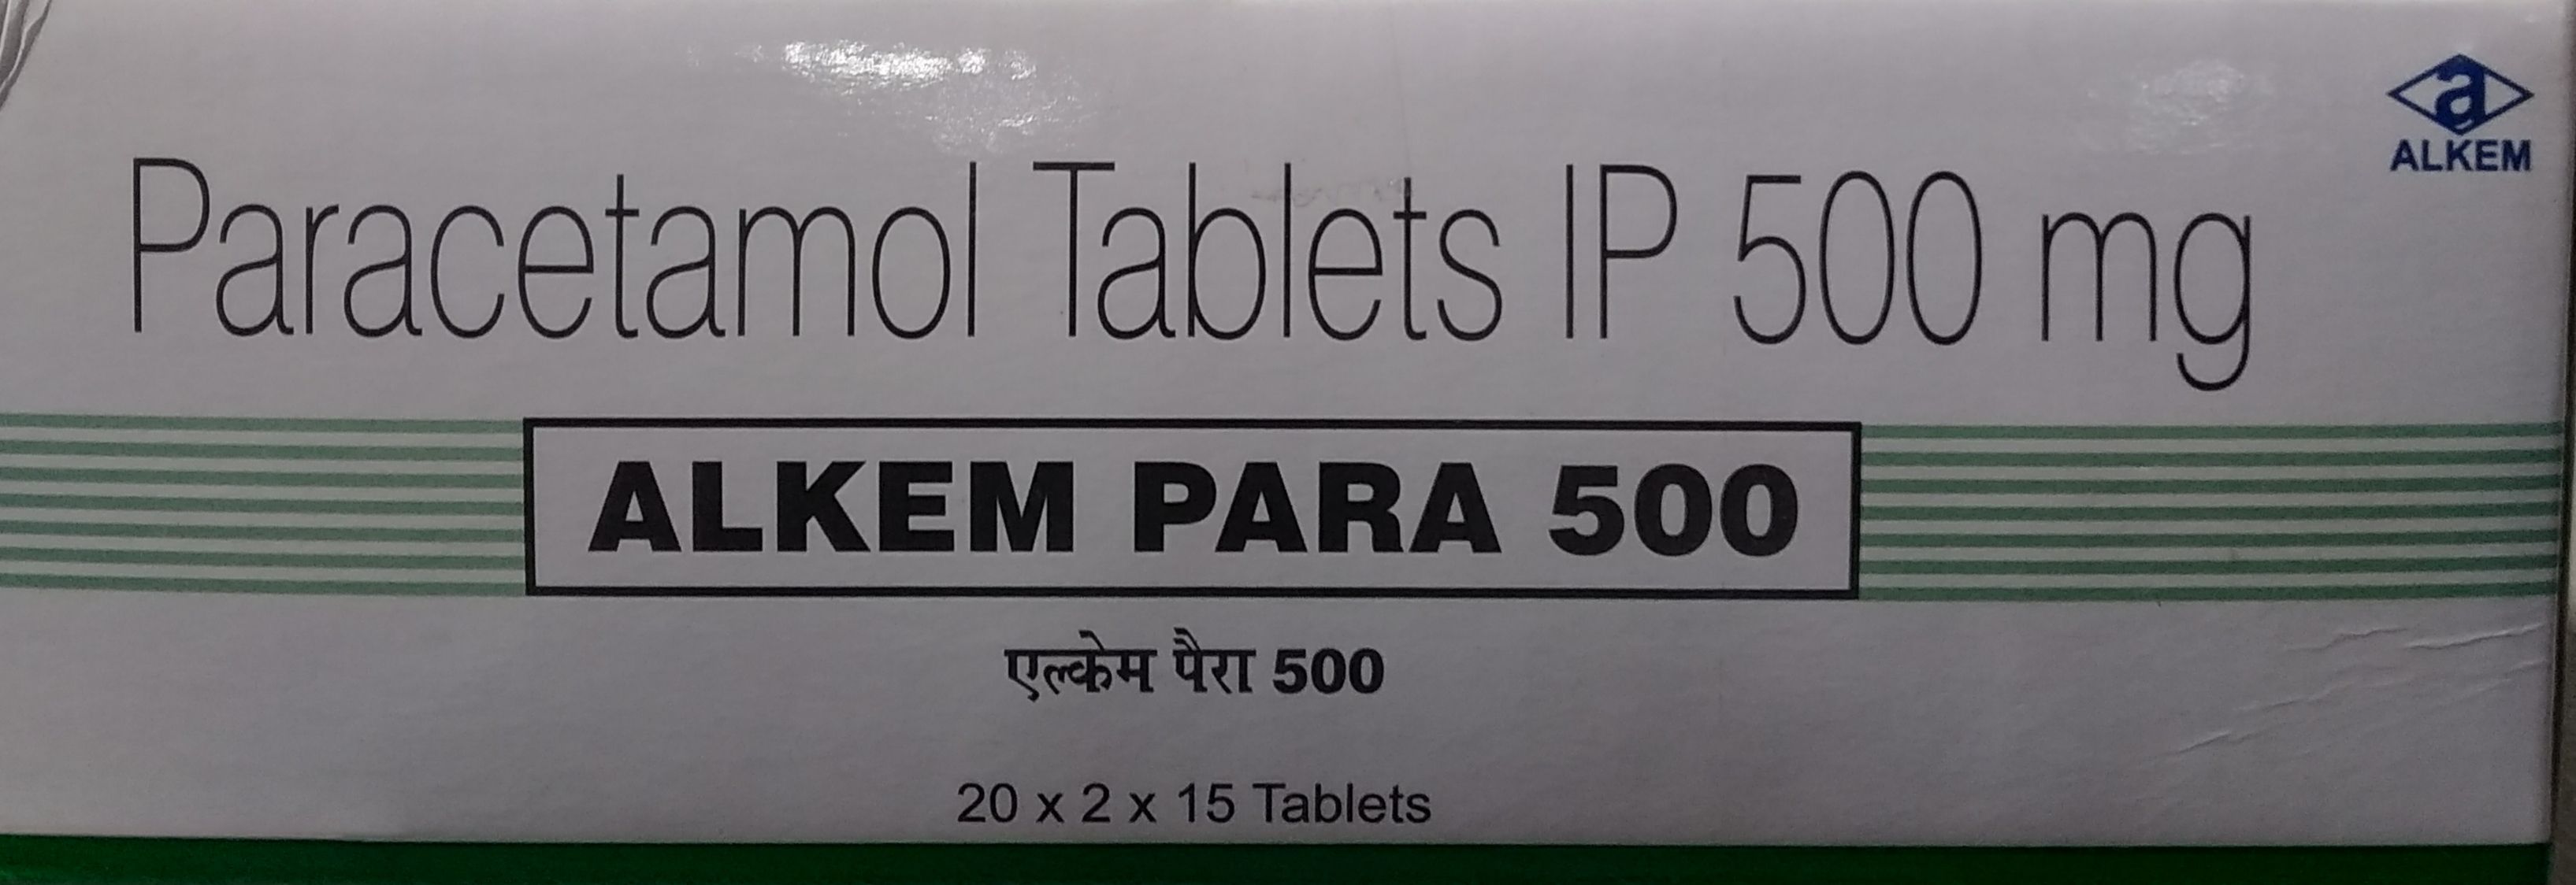 ALKEM
Paracetamol Tablets IP 500 mg
ALKEM PARA 500
एल्केम पैरा 500
20 x 2 x 15 Tablets